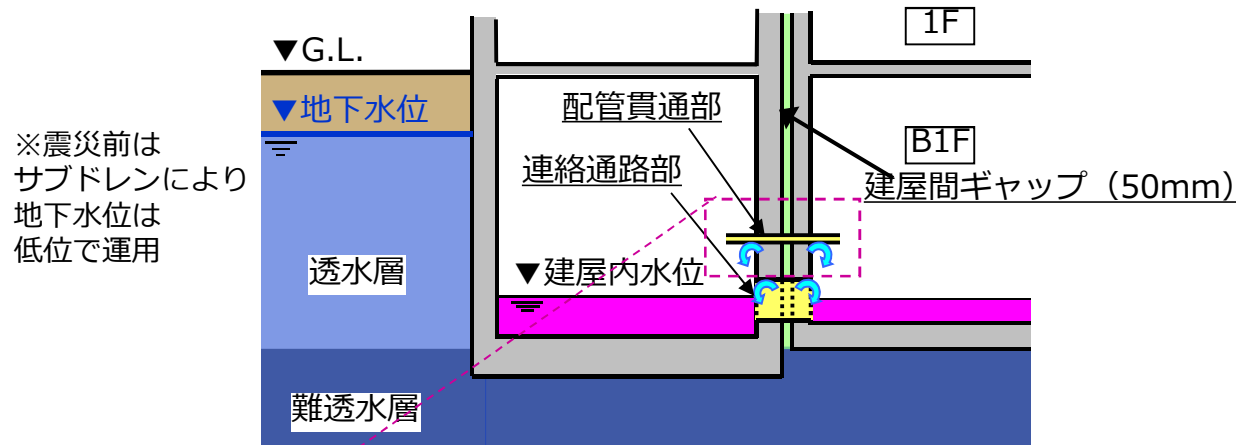 1F
▼G.L.
配管貫通部
▼地下水位
※震災前は
サブドレンにより
地下水位は
低位で運用
B1F
連絡通路部
建屋間ギャップ（50mm）
透水層
▼建屋内水位
難透水層